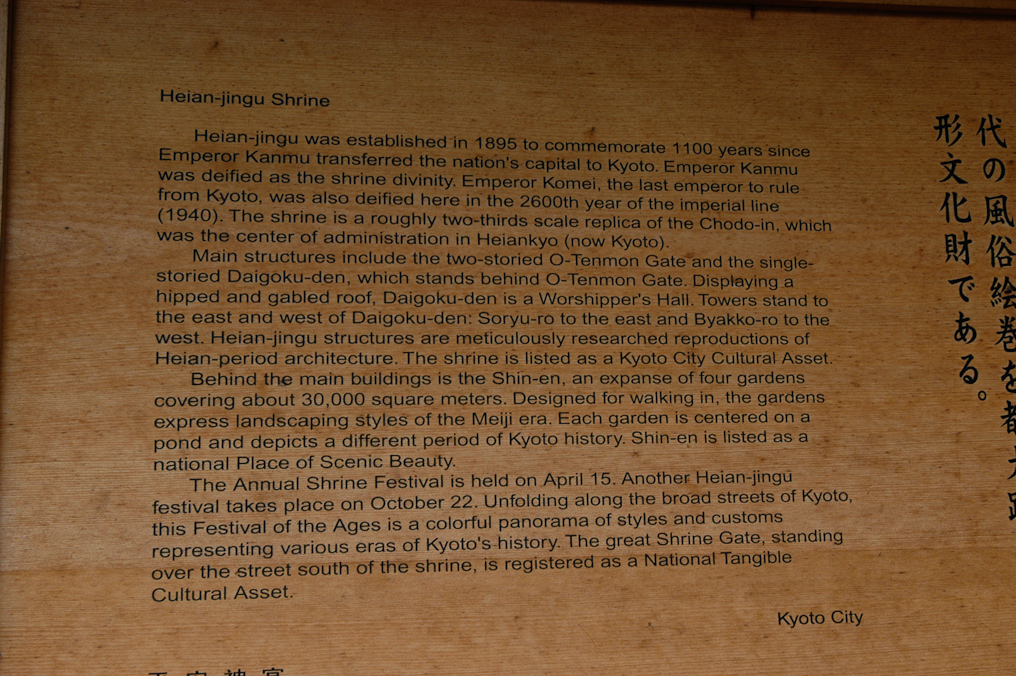 Heian-jingu Shrine
Heian-jingu was established in 1895 to commemorate 1100 years since
Emperor Kanmu transferred the nation's capital to Kyoto. Emperor Kanmu
was deified as the shrine divinity. Emperor Komei, the last emperor to rule
from Kyoto, was also deified here in the 2600th year of the imperial line
(1940). The shrine is a roughly two-thirds scale replica of the Chodo-in, which
was the center of administration in Heiankyo (now Kyoto).
Main structures include the two-storied O-Tenmon Gate and the single-
storied Daigoku-den, which stands behind O-Tenmon Gate. Displaying a
hipped and gabled roof, Daigoku-den is a Worshipper's Hall. Towers stand to
the east and west of Daigoku-den: Soryu-ro to the east and Byakko-ro to the
west. Heian-jingu structures are meticulously researched reproductions of
Heian-period architecture. The shrine is listed as a Kyoto City Cultural Asset.
Behind the main buildings is the Shin-en, an expanse of four gardens
covering about 30,000 square meters. Designed for walking in, the gardens
express landscaping styles of the Meiji era. Each garden is centered on a
pond and depicts a different period of Kyoto history. Shin-en is listed as a
national Place of Scenic Beauty.
The Annual Shrine Festival is held on April 15. Another Heian-jingu
festival takes place on October 22. Unfolding along the broad streets of Kyoto,
this Festival of the Ages is a colorful panorama of styles and customs
representing various eras of Kyoto's history. The great Shrine Gate, standing
over the street south of the shrine, is registered as a National Tangible
Cultural Asset.
Kyoto City
代の風俗絵巻を都大路
形文化財である。